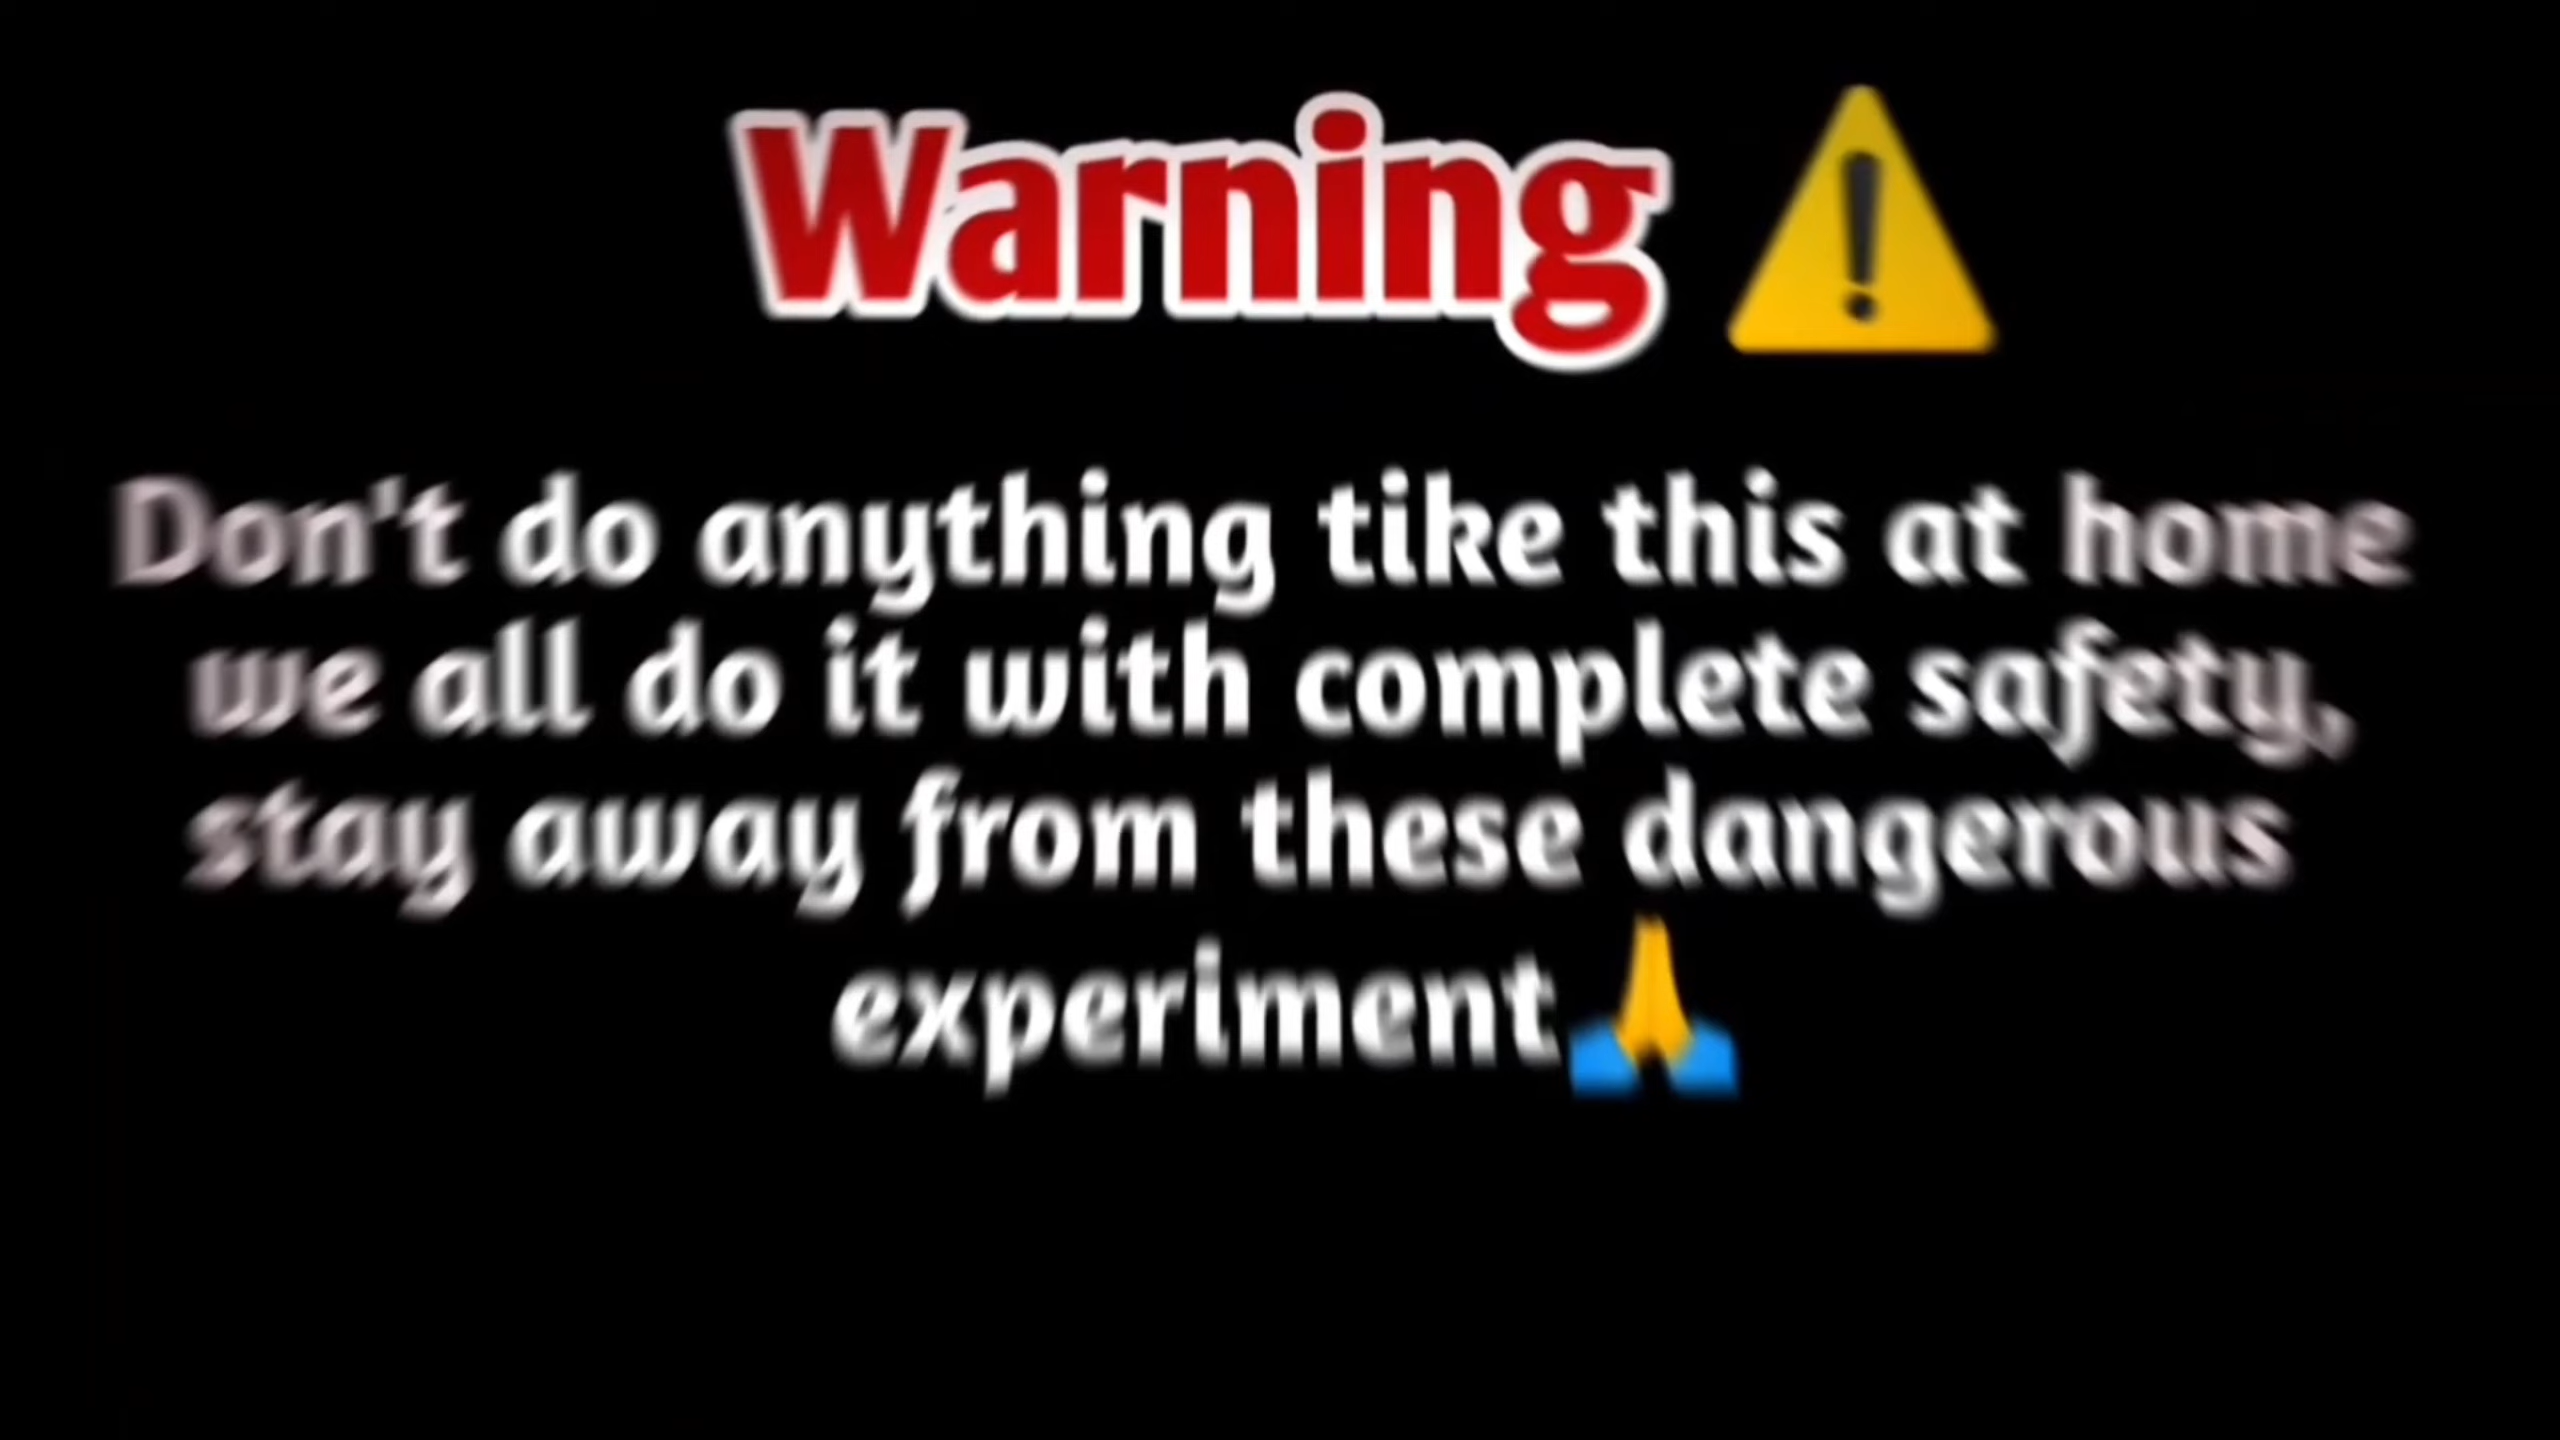 Warning ⚠️
Don't do anything tike this at home
we all do it with complete safety,
stay away from these dangerous
experiment🙏